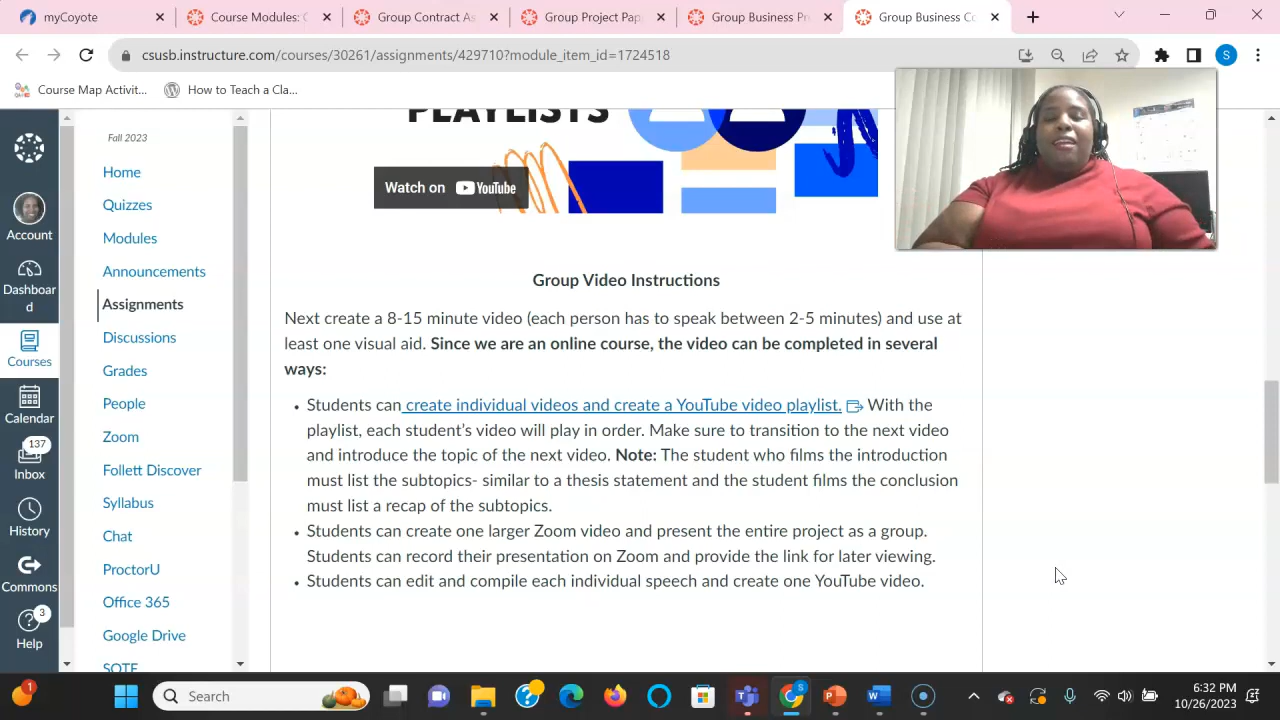 myCoyote
Course Modules: C
Group Contract As
Group Project Pap
Group Business Pr
Group Business Co
csusb.instructure.com/courses/30261/assignments/429710?module_item_id=1724518
S
Course Map Activit...
How to Teach a Cla...
Account
Dashboar
d
Courses
Calendar
137
Inbox
History
Commons
3
Help
Fall 2023
Home
Quizzes
Modules
Announcements
Assignments
Discussions
Grades
People
Zoom
Follett Discover
Syllabus
Chat
ProctorU
Office 365
Google Drive
SOTE
PLAYLISTS
Watch on YouTube
Group Video Instructions
Next create a 8-15 minute video (each person has to speak between 2-5 minutes) and use at
least one visual aid. Since we are an online course, the video can be completed in several
ways:
• Students can create individual videos and create a YouTube video playlist. With the
playlist, each student's video will play in order. Make sure to transition to the next video
and introduce the topic of the next video. Note: The student who films the introduction
must list the subtopics- similar to a thesis statement and the student films the conclusion
must list a recap of the subtopics.
• Students can create one larger Zoom video and present the entire project as a group.
Students can record their presentation on Zoom and provide the link for later viewing.
• Students can edit and compile each individual speech and create one YouTube video.
1
Search
6:32 PM
10/26/2023